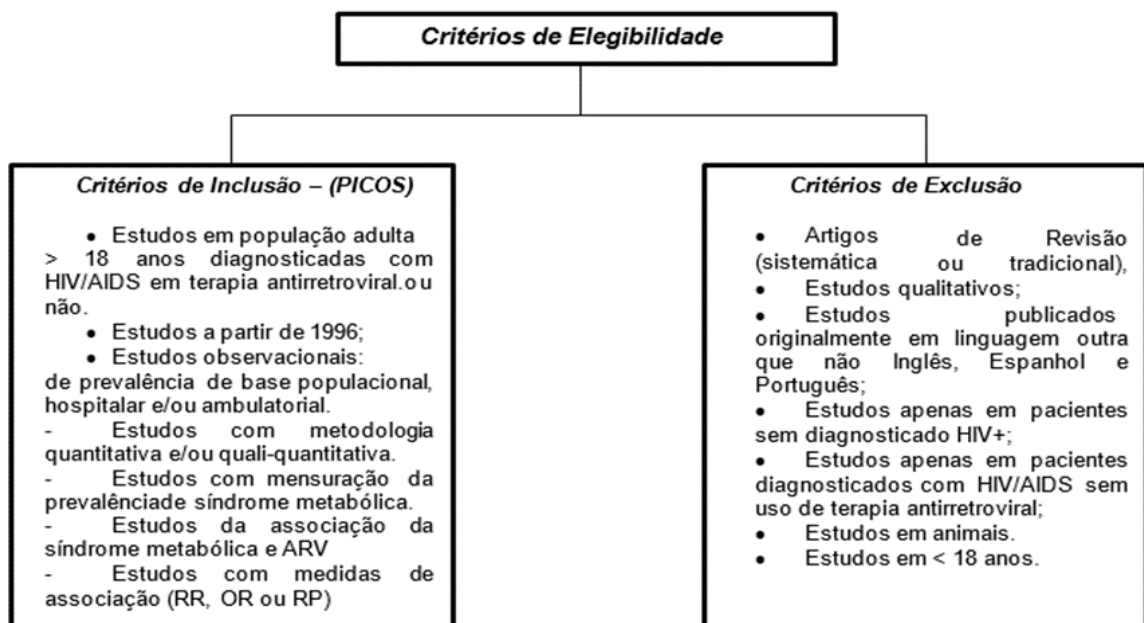 Critérios de Elegibilidade
Critérios de Inclusão – (PICOS)
• Estudos em população adulta
> 18 anos diagnosticadas com
HIV/AIDS em terapia antirretroviral.ou
não.
• Estudos a partir de 1996;
• Estudos observacionais:
de prevalência de base populacional,
hospitalar e/ou ambulatorial.
- Estudos com metodologia
quantitativa e/ou quali-quantitativa.
- Estudos com mensuração da
prevalênciade síndrome metabólica.
- Estudos da associação da
síndrome metabólica e ARV
- Estudos com medidas de
associação (RR, OR ou RP)
Critérios de Exclusão
• Artigos de Revisão
(sistemática ou tradicional),
• Estudos qualitativos;
• Estudos publicados
originalmente em linguagem outra
que não Inglês, Espanhol e
Português;
• Estudos apenas em pacientes
sem diagnosticado HIV+;
• Estudos apenas em pacientes
diagnosticados com HIV/AIDS sem
uso de terapia antirretroviral;
• Estudos em animais.
• Estudos em < 18 anos.